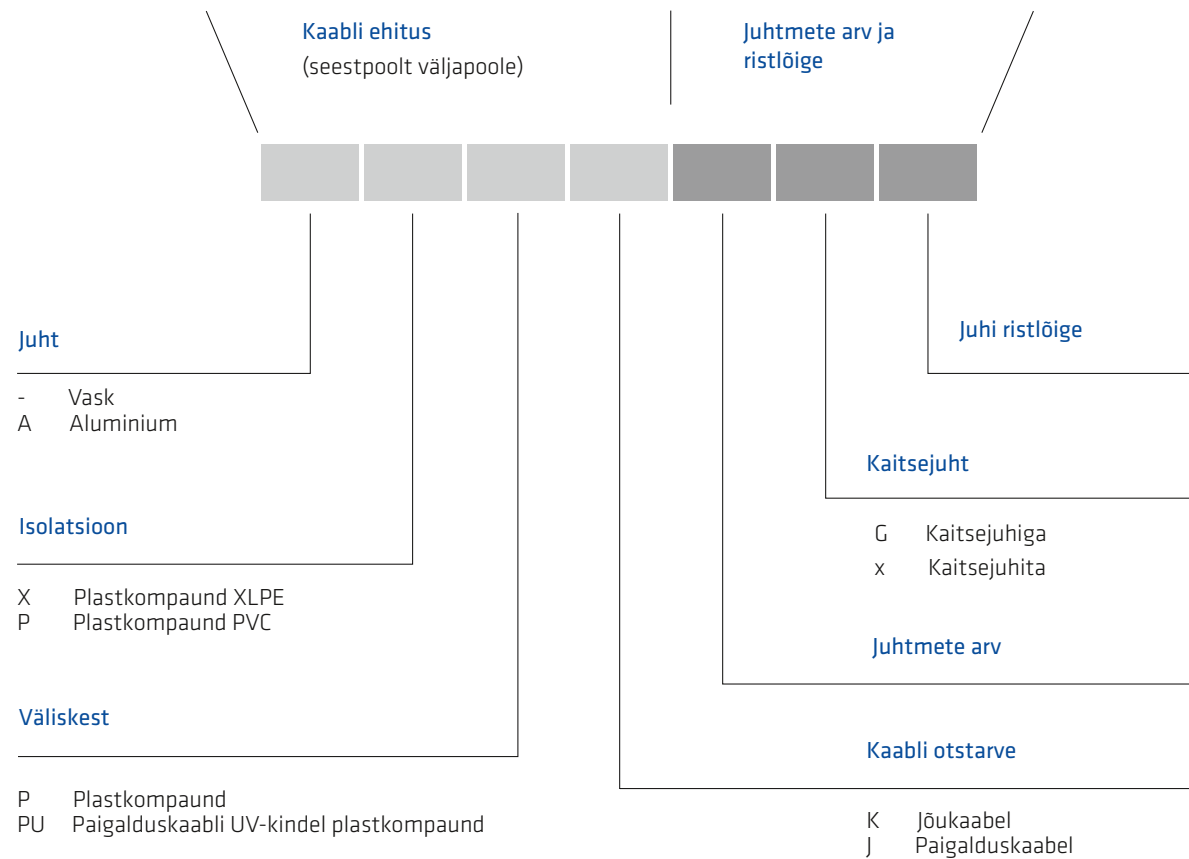 Kaabli ehitus
(seestpoolt väljapoole)
Juhtmete arv ja
ristlõige
Juht
- Vask
A Aluminium
Isolatsioon
X Plastkompaund XLPE
P Plastkompaund PVC
Väliskest
P Plastkompaund
PU Paigalduskaabli UV-kindel plastkompaund
Juhi ristlõige
Kaitsejuht
G Kaitsejuhiga
x Kaitsejuhita
Juhtmete arv
Kaabli otstarve
K Jõukaabel
J Paigalduskaabel